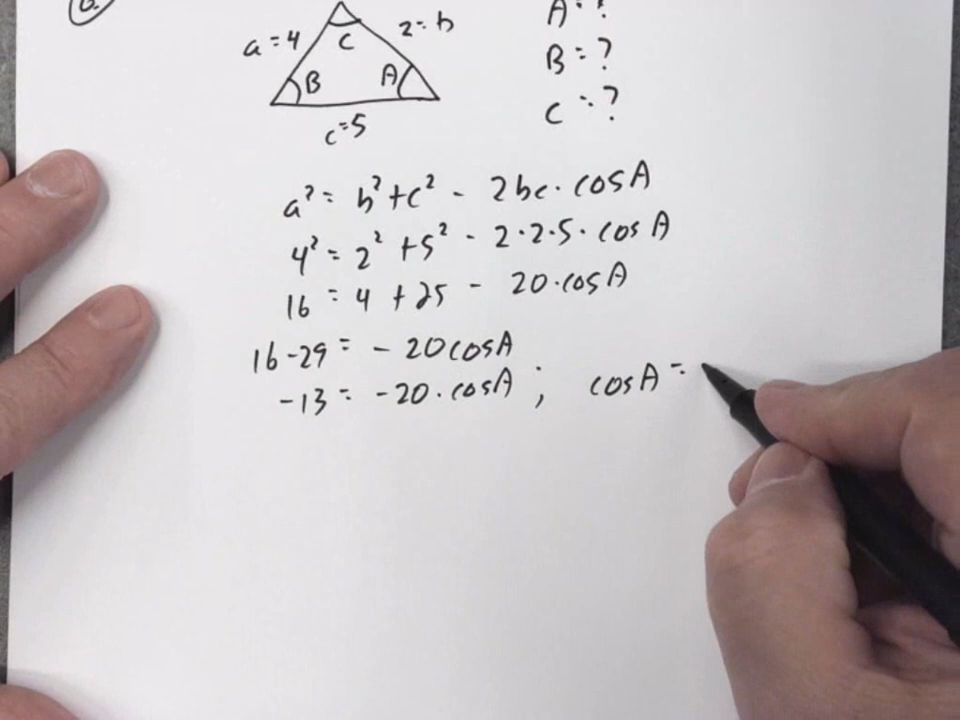 a.
A = ?
a = 4
C
2 = b
B
A
B = ?
c = 5
C = ?
a² = b² + c² - 2bc · cos A
4² = 2² + 5² - 2·2·5· cos A
16 = 4 + 25 - 20·cos A
16-29 = - 20 cos A
-13 = -20 · cos A ; cos A =